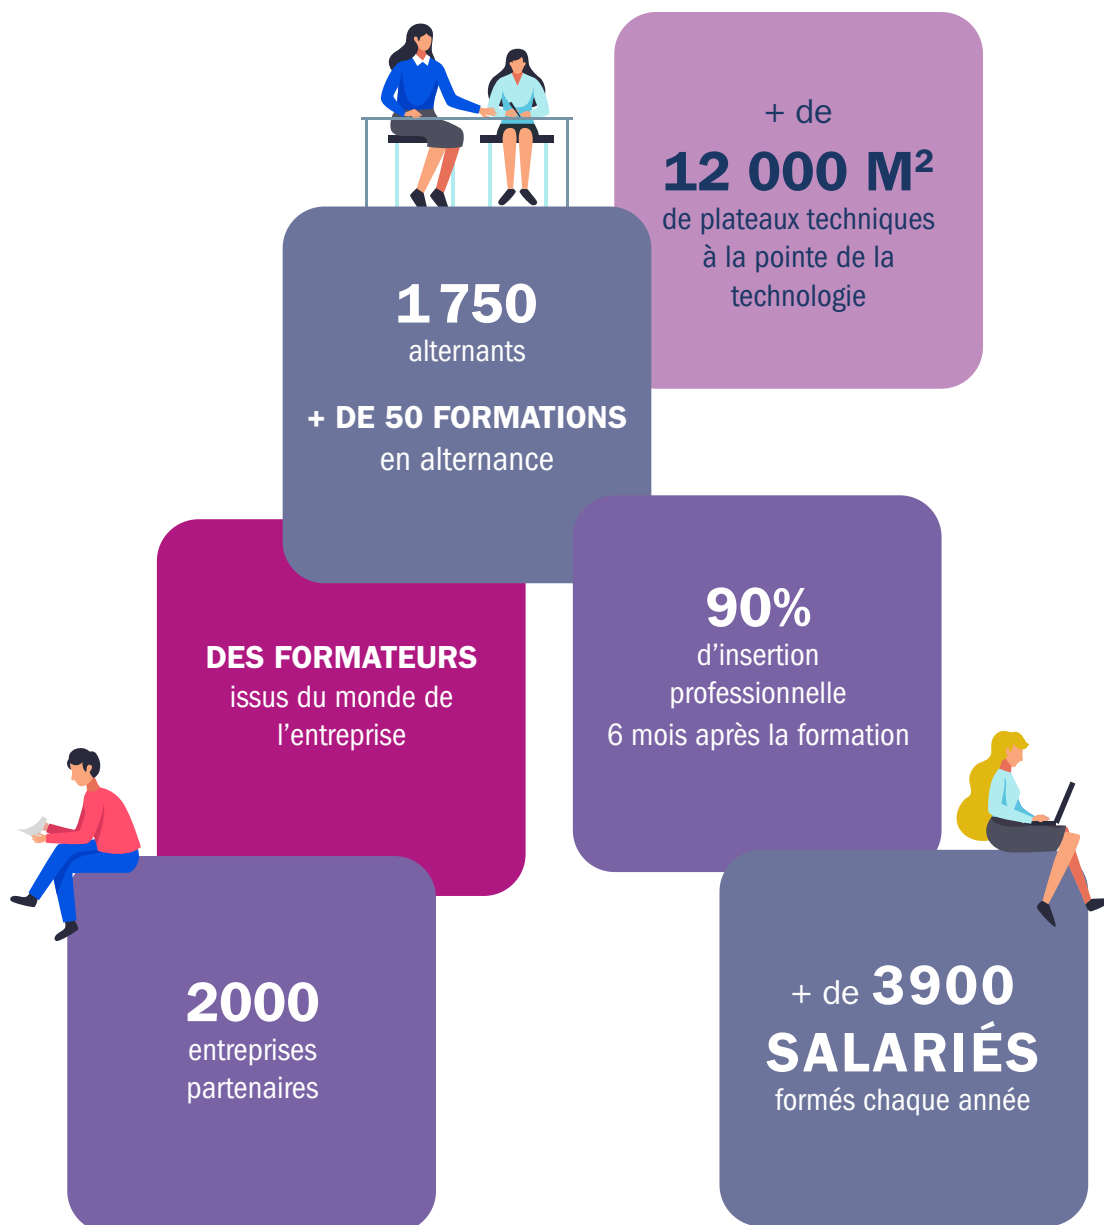 + de
12 000 M²
de plateaux techniques
à la pointe de la
technologie
1 750
alternants
+ DE 50 FORMATIONS
en alternance
DES FORMATEURS
issus du monde de
l’entreprise
90%
d’insertion
professionnelle
6 mois après la formation
2000
entreprises
partenaires
+ de 3900
SALARIÉS
formés chaque année